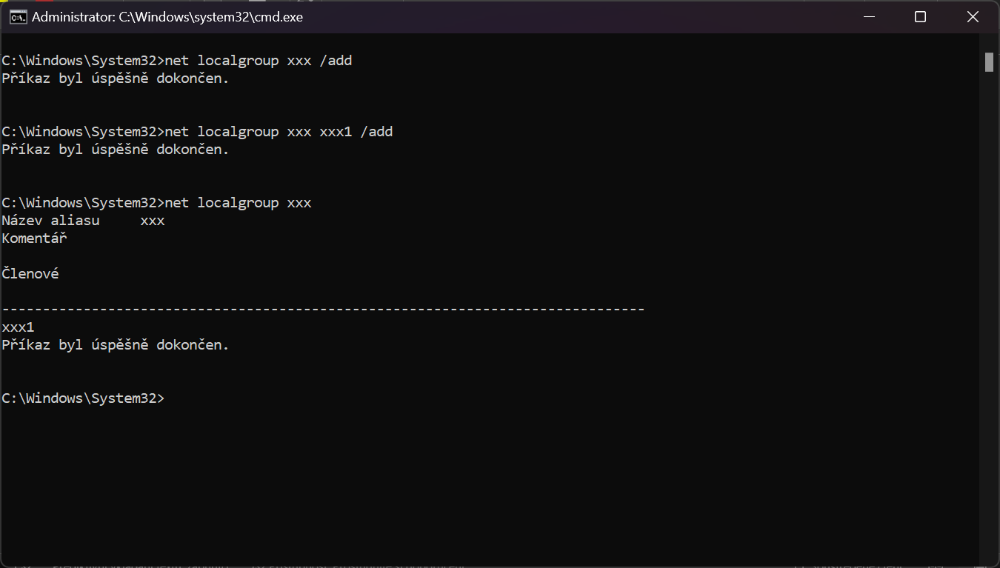 Administrator: C:\Windows\system32\cmd.exe
C:\Windows\System32>net localgroup xxx /add
Příkaz byl úspěšně dokončen.
C:\Windows\System32>net localgroup xxx xxx1 /add
Příkaz byl úspěšně dokončen.
C:\Windows\System32>net localgroup xxx
Název aliasu     xxx
Komentář
Členové
-------------------------------------------------------------------------------
xxx1
Příkaz byl úspěšně dokončen.
C:\Windows\System32>